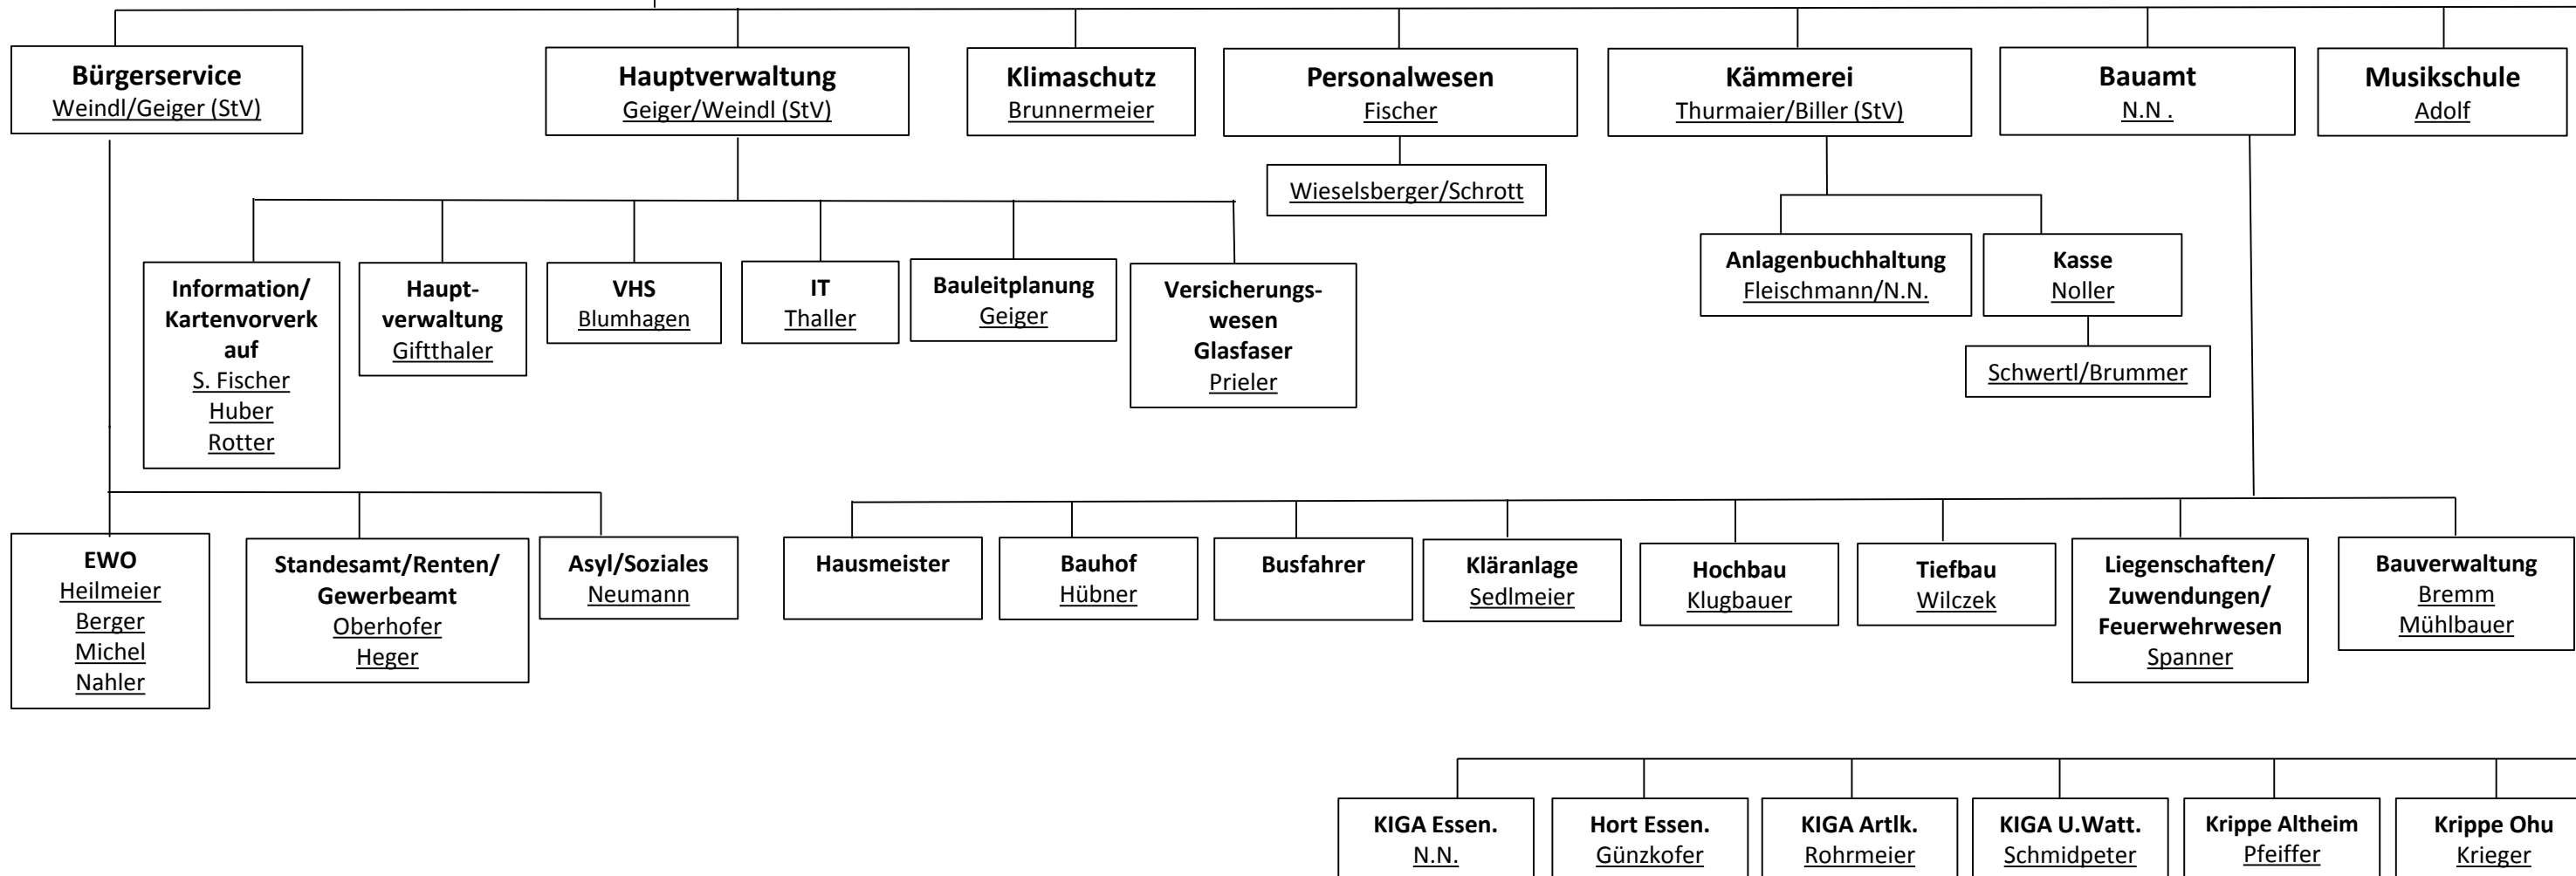 Bürgerservice
Weindl/Geiger (StV)
Hauptverwaltung
Geiger/Weindl (StV)
Klimaschutz
Brunnermeier
Personalwesen
Fischer
Kämmerei
Thurmaier/Biller (StV)
Bauamt
N.N .
Musikschule
Adolf
Wieselsberger/Schrott
Information/
Kartenvorverk
auf
S. Fischer
Huber
Rotter
Haupt-
verwaltung
Giftthaler
VHS
Blumhagen
IT
Thaller
Bauleitplanung
Geiger
Versicherungs-
wesen
Glasfaser
Prieler
Anlagenbuchhaltung
Fleischmann/N.N.
Kasse
Noller
Schwertl/Brummer
EWO
Heilmeier
Berger
Michel
Nahler
Standesamt/Renten/
Gewerbeamt
Oberhofer
Heger
Asyl/Soziales
Neumann
Hausmeister
Bauhof
Hübner
Busfahrer
Kläranlage
Sedlmeier
Hochbau
Klugbauer
Tiefbau
Wilczek
Liegenschaften/
Zuwendungen/
Feuerwehrwesen
Spanner
Bauverwaltung
Bremm
Mühlbauer
KIGA Essen.
N.N.
Hort Essen.
Günzkofer
KIGA Artlk.
Rohrmeier
KIGA U.Watt.
Schmidpeter
Krippe Altheim
Pfeiffer
Krippe Ohu
Krieger